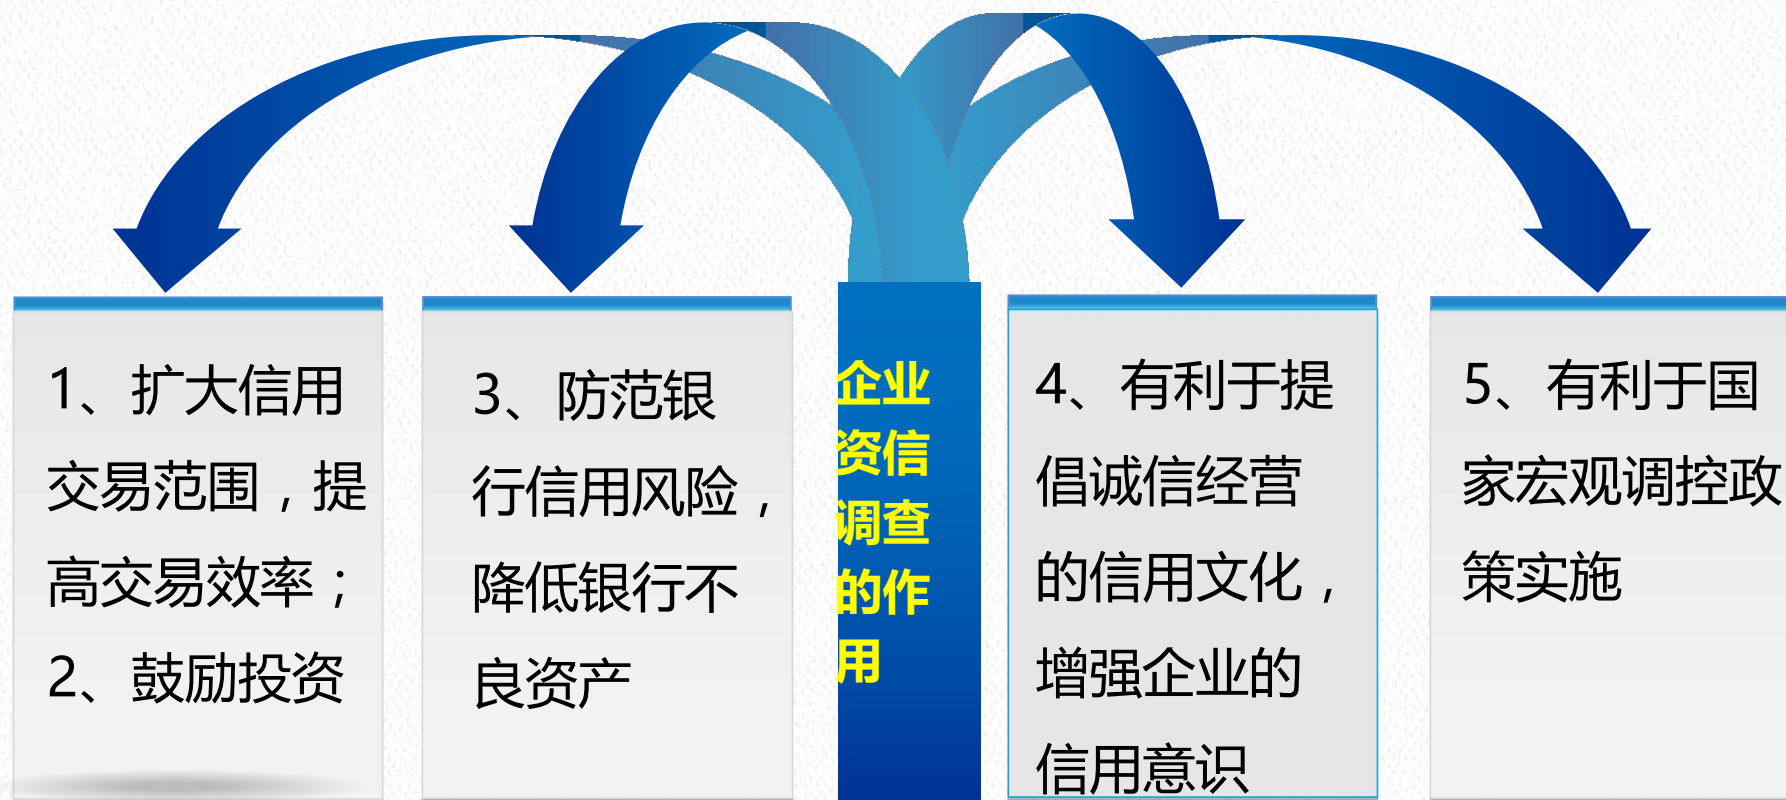 1、扩大信用
交易范围，提
高交易效率；
2、鼓励投资
3、防范银
行信用风险，
降低银行不
良资产
企业
资信
调查
的作
用
4、有利于提
倡诚信经营
的信用文化，
增强企业的
信用意识
5、有利于国
家宏观调控政
策实施